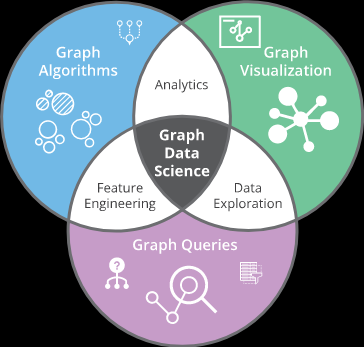 Graph
Algorithms
Graph
Visualization
Analytics
Graph
Data
Science
Feature
Engineering
Data
Exploration
Graph Queries
?